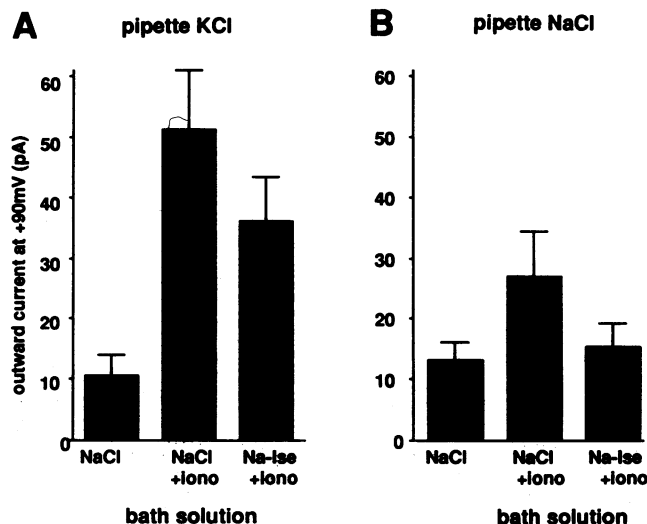 A
pipette KCl
outward current at +90mV (pA)
60
50
40
30
20
10
0
NaCl
NaCl
+iono
Na-ise
+iono
bath solution
B
pipette NaCl
60
50
40
30
20
10
0
NaCl
NaCl
+iono
Na-ise
+iono
bath solution